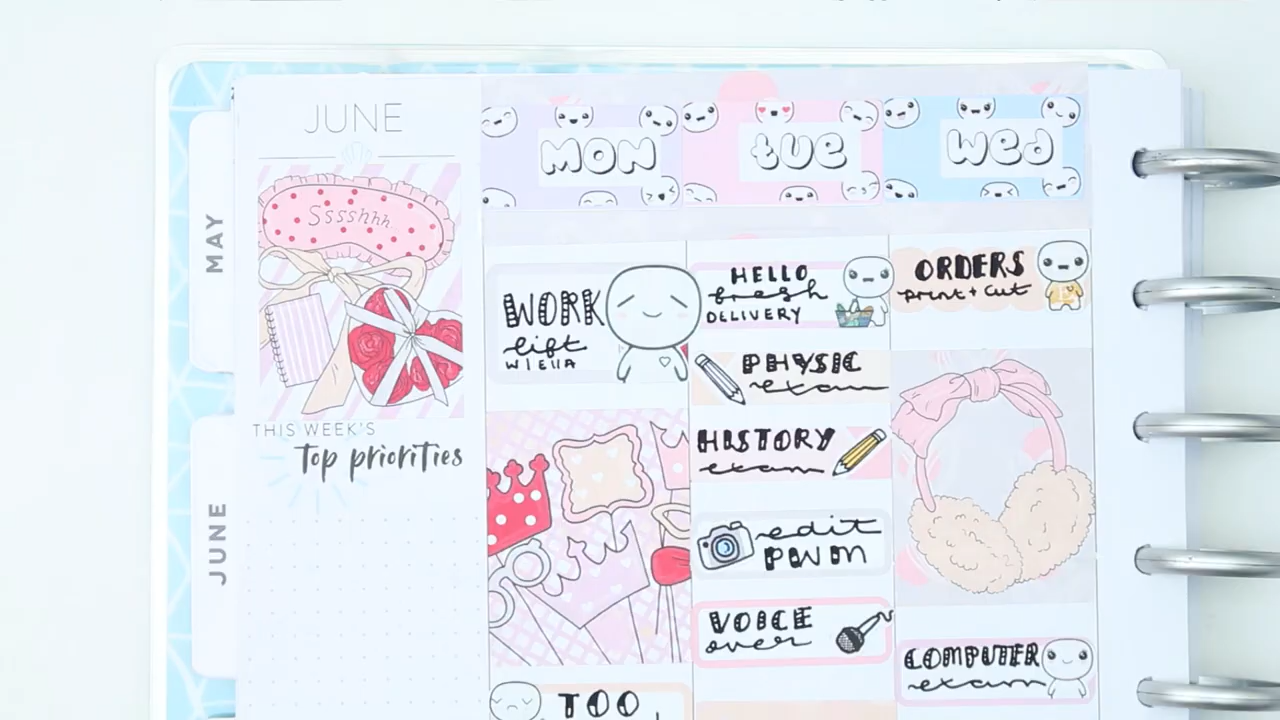 JUNE
MON
tue
wed
Sssshhh
MAY
JUNE
THIS WEEK'S
top priorities
WORK
lift
W|ELLA
TOO
HELLO
fresh
DELIVERY
PHYSIC
exam
HISTORY
exam
edit
PWM
VOICE
over
ORDERS
print + cut
COMPUTER
exam